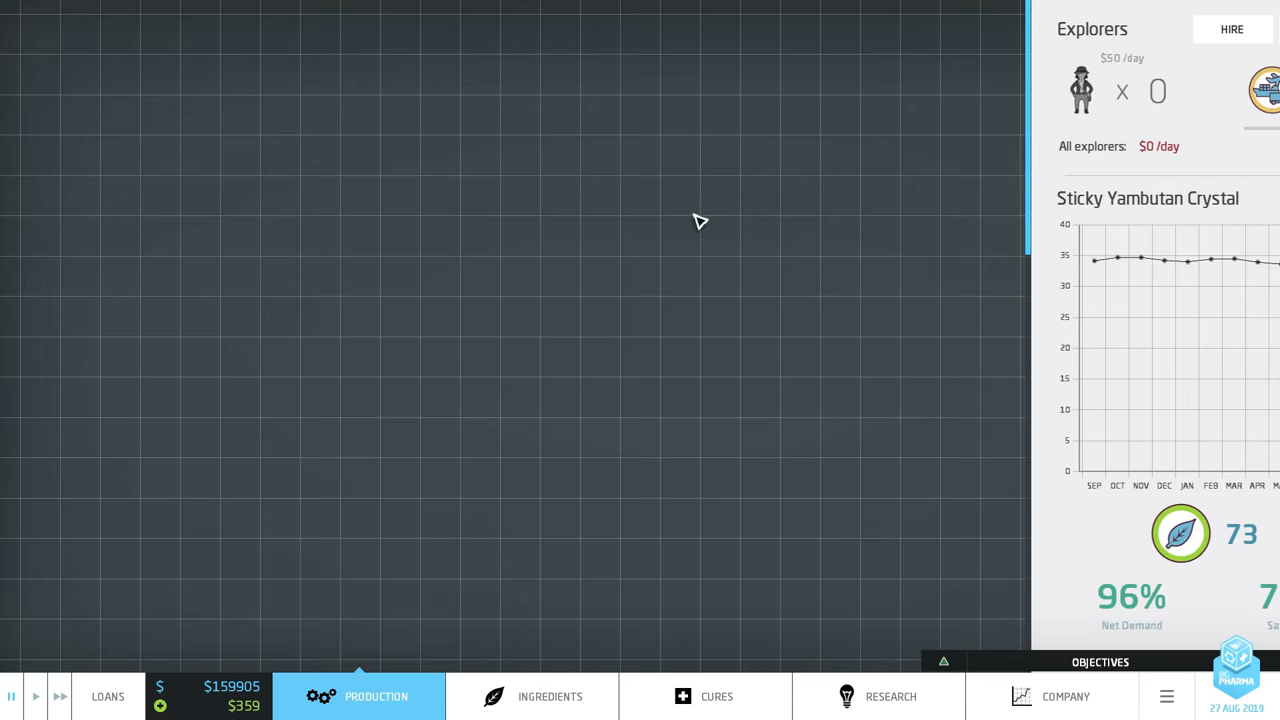 Explorers
HIRE
$50 /day
x 0
All explorers: $0 /day
Sticky Yambutan Crystal
40
35
30
25
20
15
10
5
0
SEP OCT NOV DEC JAN FEB MAR APR
73
96%
Net Demand
OBJECTIVES
LOANS
$ $159905
$359
PRODUCTION
INGREDIENTS
CURES
RESEARCH
COMPANY
BIG PHARMA
27 AUG 2019